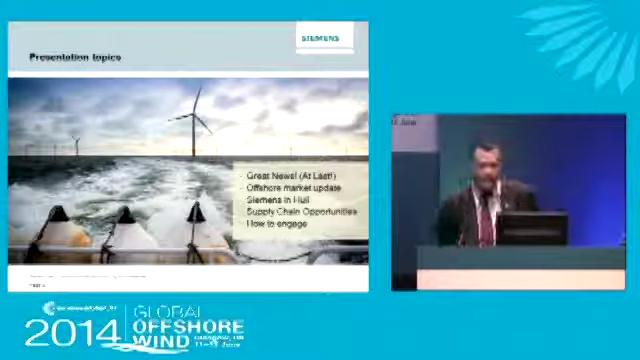 SIEMENS
Presentation topics
Great News! (At Last!)
Offshore market update
Siemens in Hull
Supply Chain Opportunities
How to engage
2014
GLOBAL
OFFSHORE
WIND